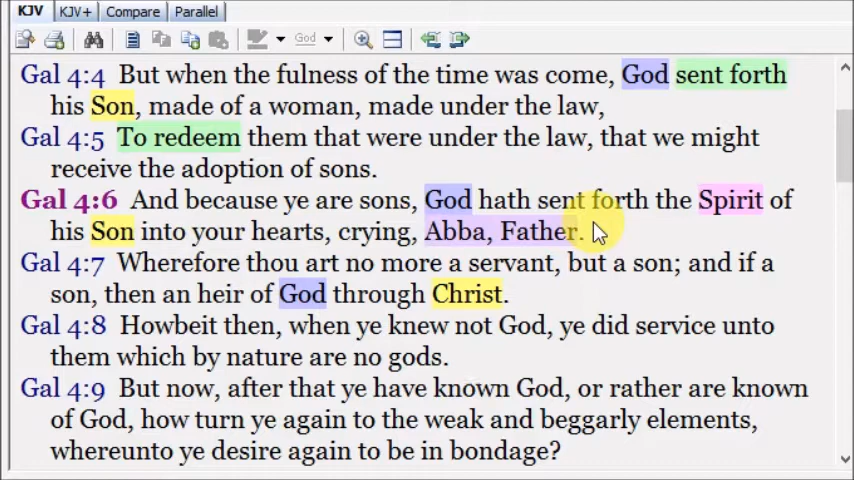 KJV KJV+ Compare Parallel
God
Gal 4:4 But when the fulness of the time was come, God sent forth
his Son, made of a woman, made under the law,
Gal 4:5 To redeem them that were under the law, that we might
receive the adoption of sons.
Gal 4:6 And because ye are sons, God hath sent forth the Spirit of
his Son into your hearts, crying, Abba, Father.
Gal 4:7 Wherefore thou art no more a servant, but a son; and if a
son, then an heir of God through Christ.
Gal 4:8 Howbeit then, when ye knew not God, ye did service unto
them which by nature are no gods.
Gal 4:9 But now, after that ye have known God, or rather are known
of God, how turn ye again to the weak and beggarly elements,
whereunto ye desire again to be in bondage?